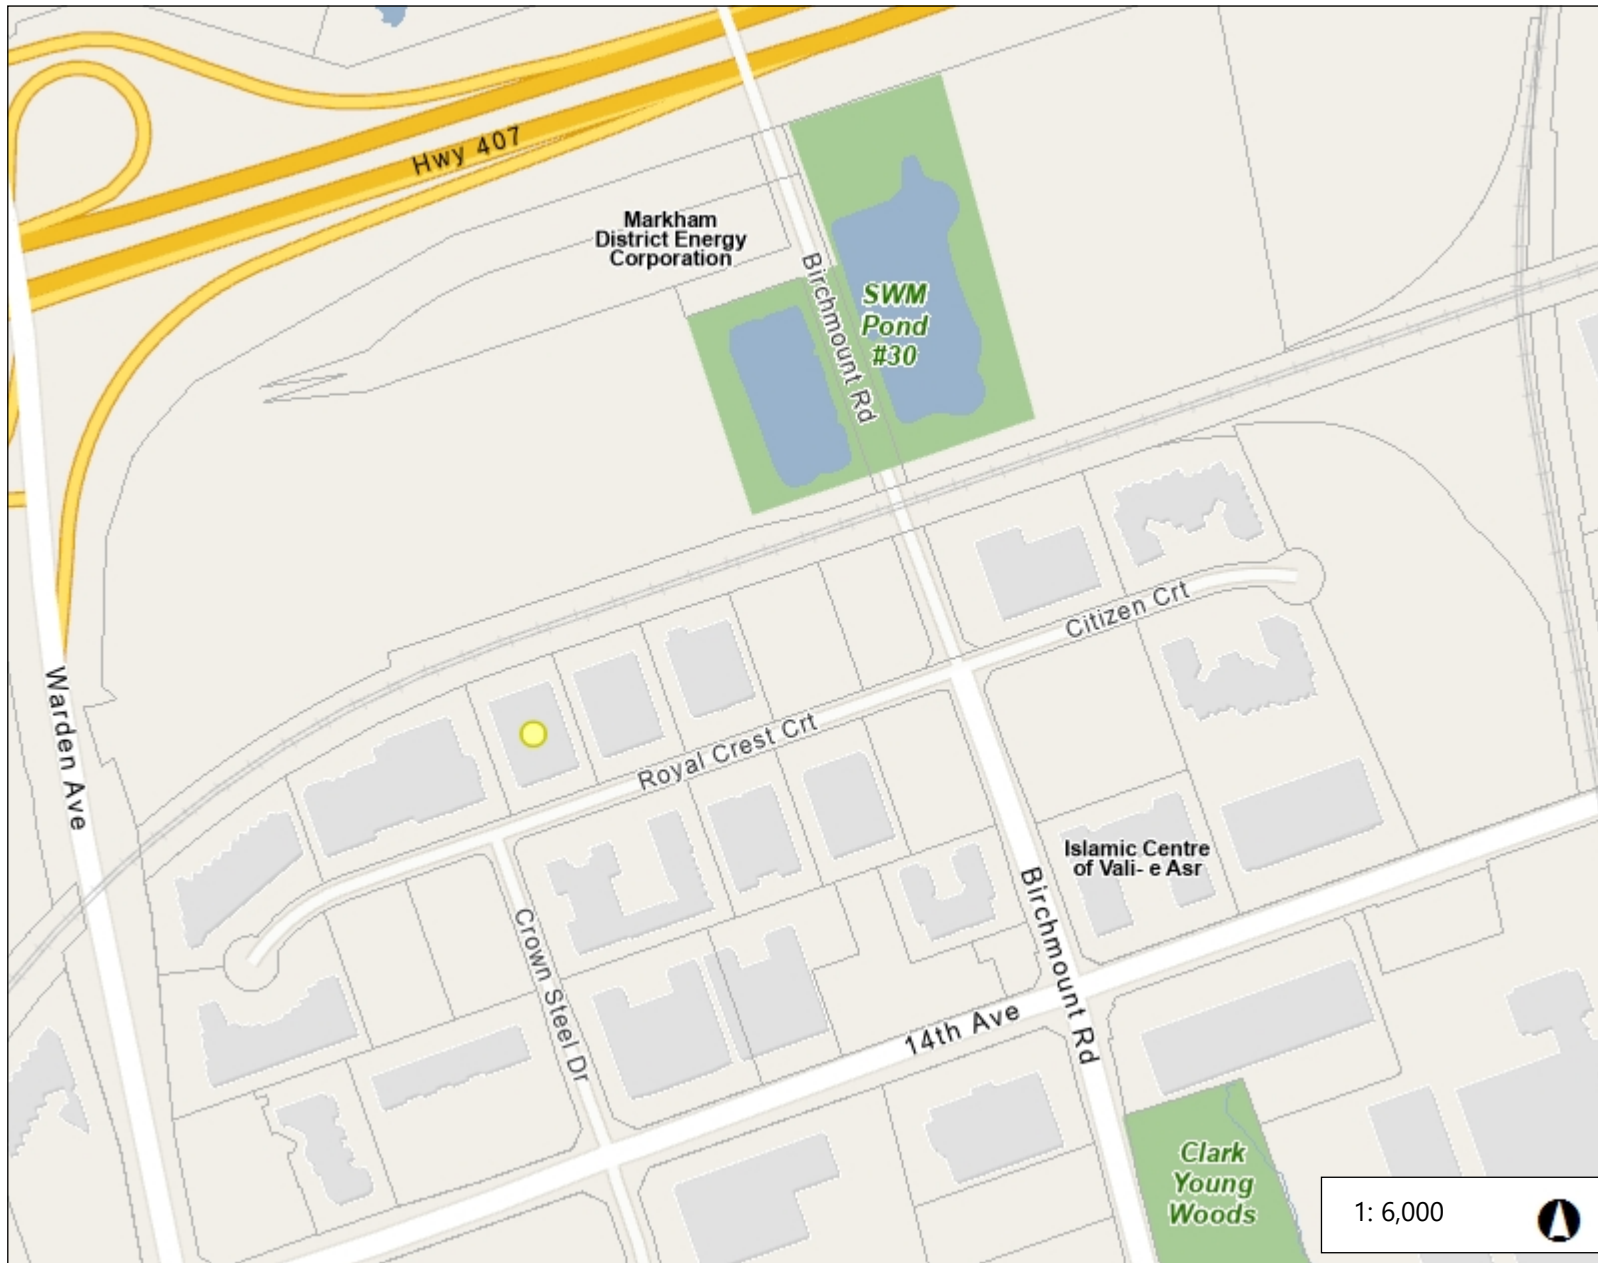 Hwy 407
Markham
District Energy
Corporation
Birchmount Rd
SWM
Pond
#30
Citizen Crt
Warden Ave
Royal Crest Crt
Islamic Centre
of Vali- e Asr
Birchmount Rd
Crown Steel Dr
14th Ave
Clark
Young
Woods
1: 6,000